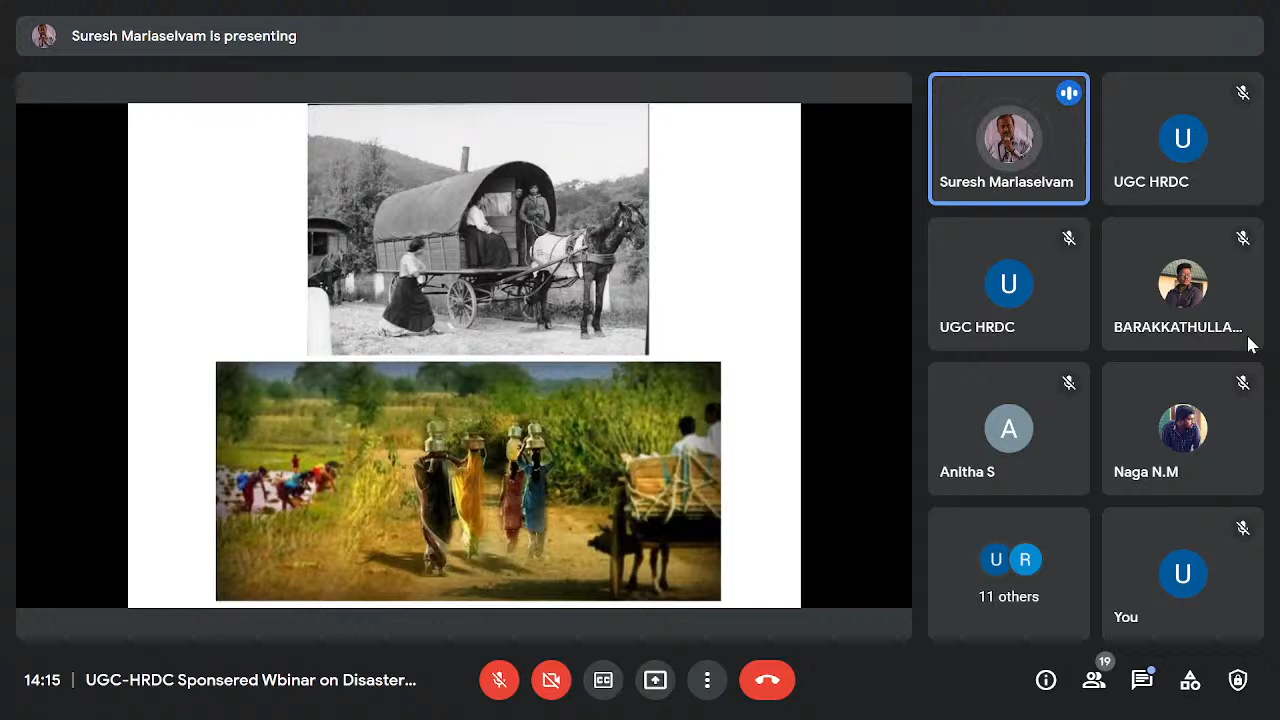 Suresh Mariaselvam is presenting
Suresh Mariaselvam
U
UGC HRDC
U
UGC HRDC
BARAKKATHULLA...
A
Anitha S
Naga N.M
U R
11 others
U
You
14:15 | UGC-HRDC Sponsered Wbinar on Disaster...
CC
19